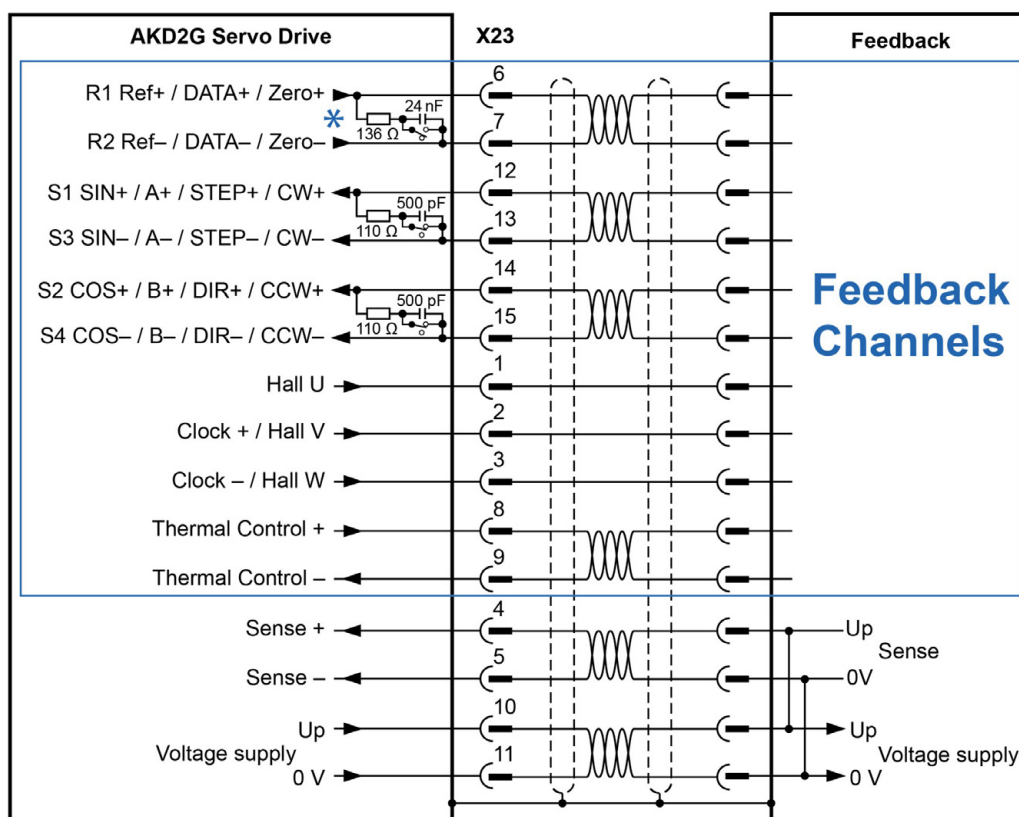 AKD2G Servo Drive X23 Feedback
6
R1 Ref+ / DATA+ / Zero+
24 nF
*
136 Ω
7
R2 Ref– / DATA– / Zero–
12
S1 SIN+ / A+ / STEP+ / CW+
500 pF
110 Ω
13
S3 SIN– / A– / STEP– / CW–
14
S2 COS+ / B+ / DIR+ / CCW+
500 pF
110 Ω
15
S4 COS– / B– / DIR– / CCW–
Feedback
Channels
1
Hall U
2
Clock + / Hall V
3
Clock – / Hall W
8
Thermal Control +
9
Thermal Control –
4
Sense + Up
Sense
5
Sense – 0V
10
Up Up
Voltage supply Voltage supply
11
0 V 0 V